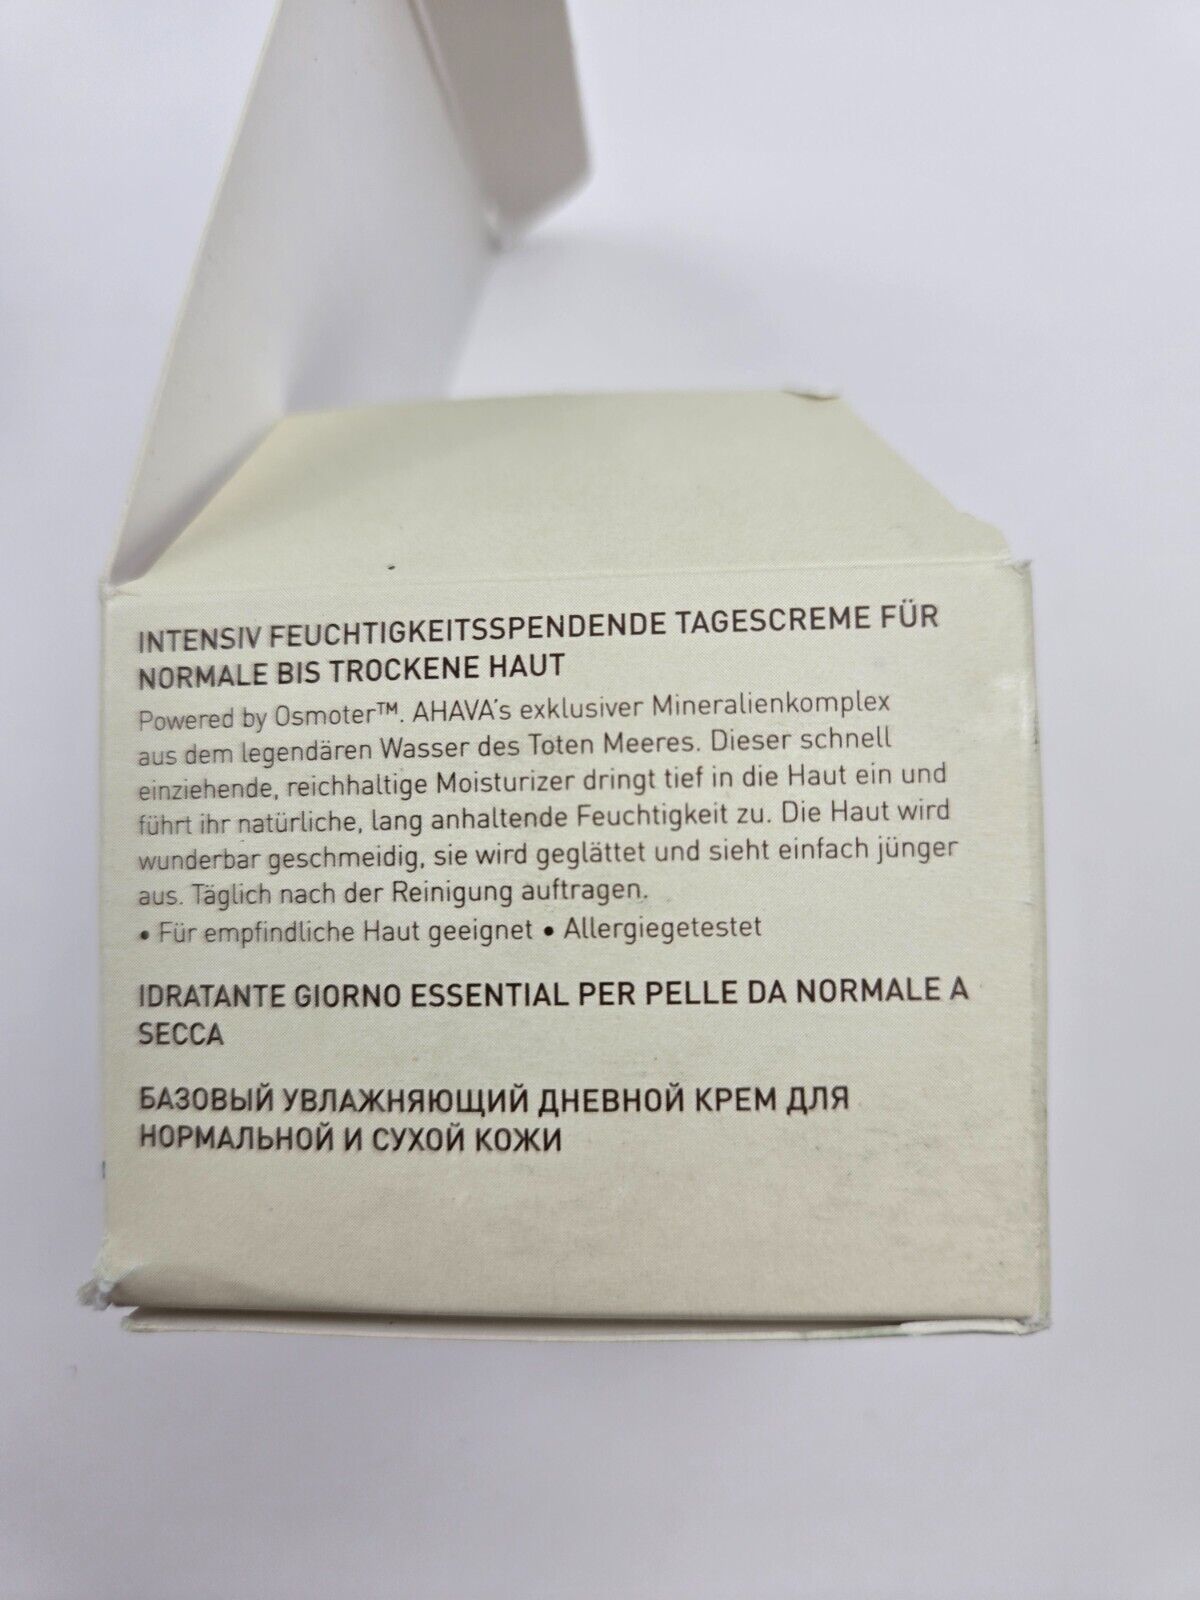 INTENSIV FEUCHTIGKEITSSPENDENDE TAGESCREME FÜR
NORMALE BIS TROCKENE HAUT
Powered by Osmoter™. AHAVA's exklusiver Mineralienkomplex
aus dem legendären Wasser des Toten Meeres. Dieser schnell
einziehende, reichhaltige Moisturizer dringt tief in die Haut ein und
führt ihr natürliche, lang anhaltende Feuchtigkeit zu. Die Haut wird
wunderbar geschmeidig, sie wird geglättet und sieht einfach jünger
aus. Täglich nach der Reinigung auftragen.
• Für empfindliche Haut geeignet • Allergiegetestet
IDRATANTE GIORNO ESSENTIAL PER PELLE DA NORMALE A
SECCA
БАЗОВЫЙ УВЛАЖНЯЮЩИЙ ДНЕВНОЙ КРЕМ ДЛЯ
НОРМАЛЬНОЙ И СУХОЙ КОЖИ